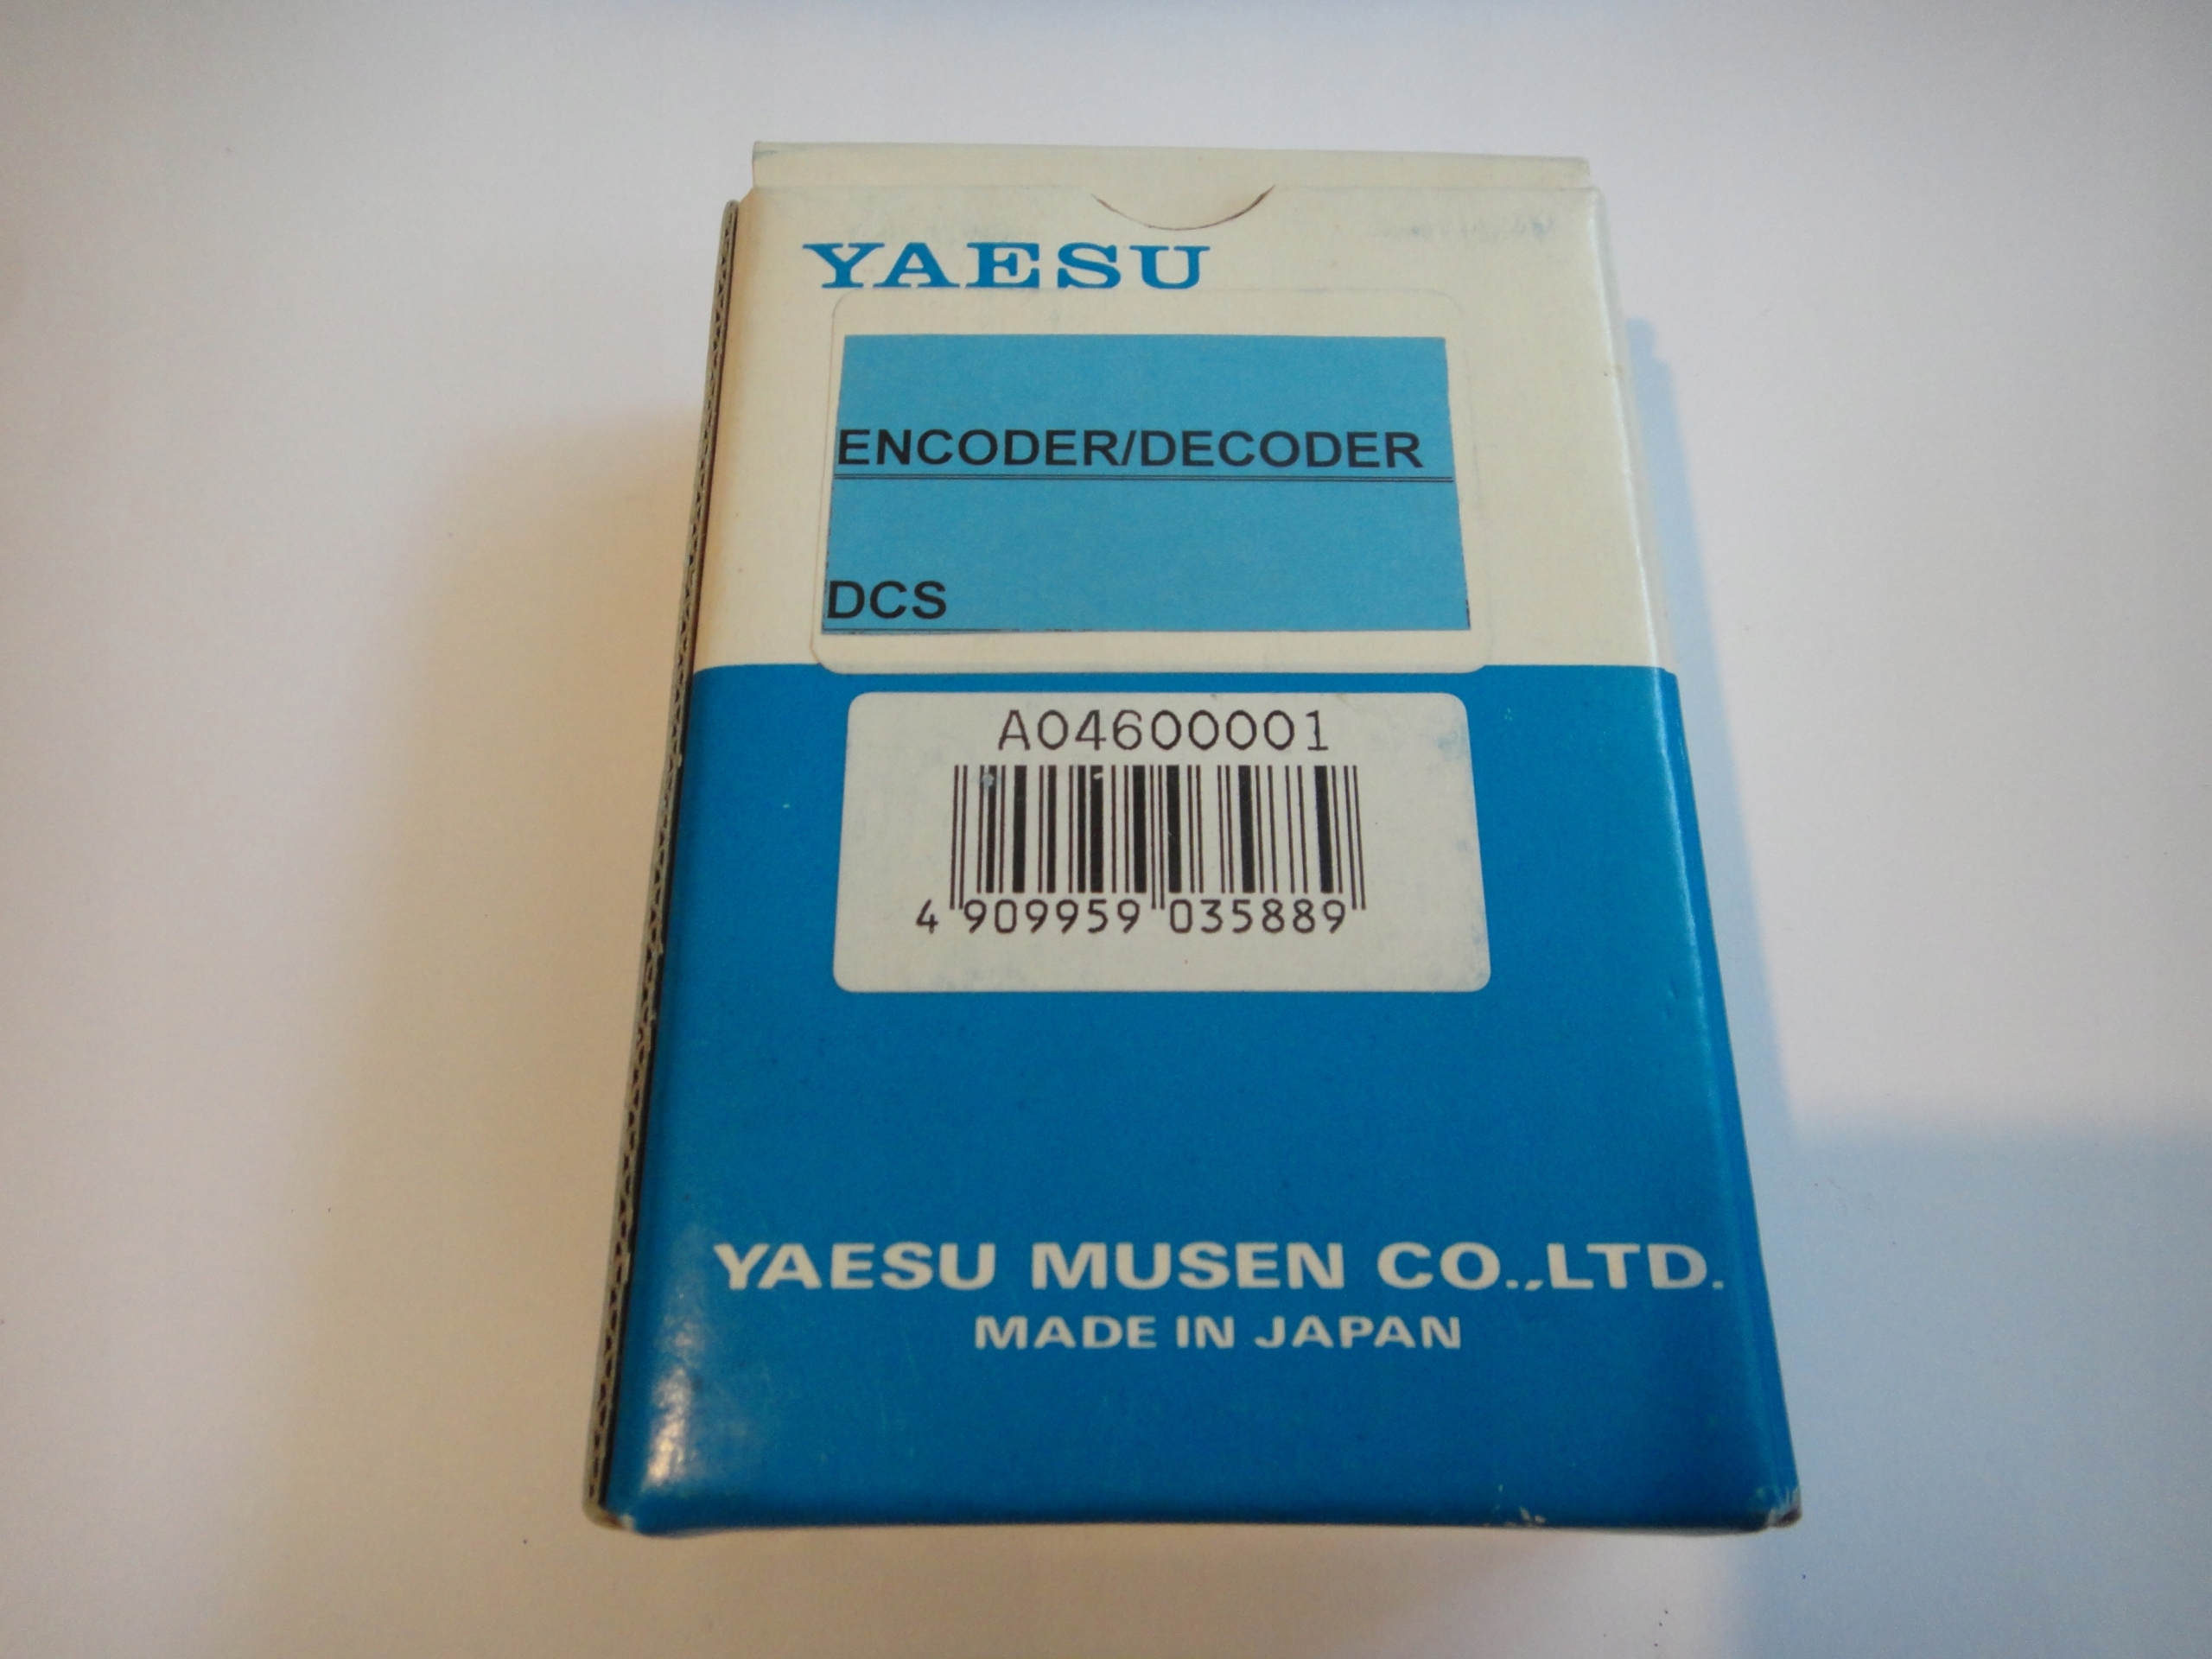 YAESU
ENCODER/DECODER
DCS
A04600001
4 909959 035889
YAESU MUSEN CO.,LTD.
MADE IN JAPAN